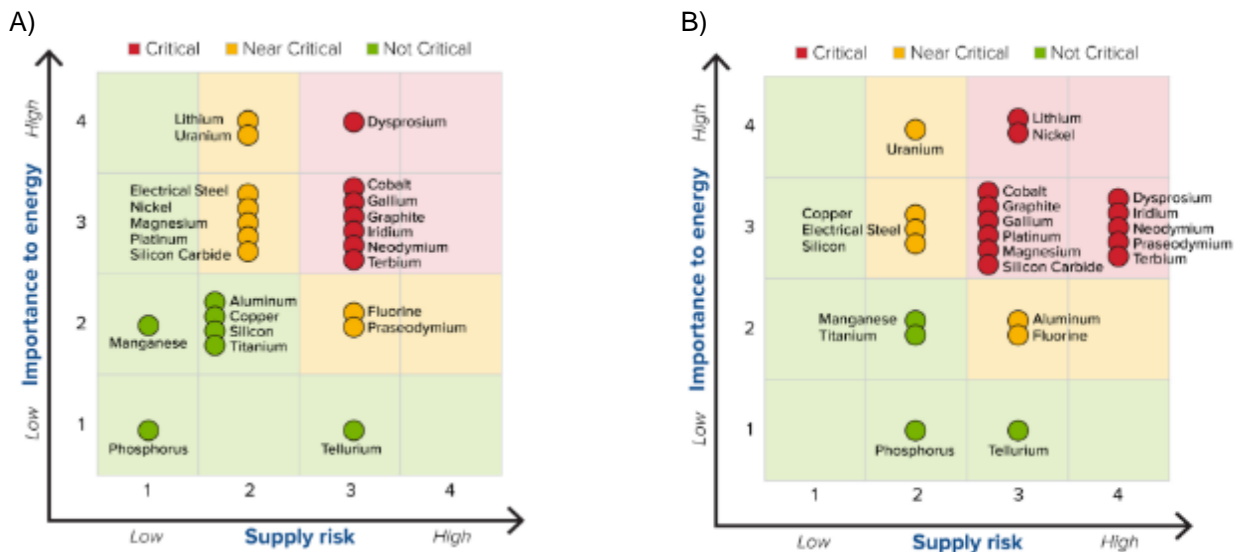 A)
Critical Near Critical Not Critical
High
Importance to energy
Low
4
3
2
1
Lithium
Uranium
Dysprosium
Electrical Steel
Nickel
Magnesium
Platinum
Silicon Carbide
Cobalt
Gallium
Graphite
Iridium
Neodymium
Terbium
Manganese
Aluminum
Copper
Silicon
Titanium
Fluorine
Praseodymium
Phosphorus
Tellurium
1 2 3 4
Low Supply risk High
B)
Critical Near Critical Not Critical
High
Importance to energy
Low
4
3
2
1
Uranium
Lithium
Nickel
Copper
Electrical Steel
Silicon
Cobalt
Graphite
Gallium
Platinum
Magnesium
Silicon Carbide
Dysprosium
Iridium
Neodymium
Praseodymium
Terbium
Manganese
Titanium
Aluminum
Fluorine
Phosphorus
Tellurium
1 2 3 4
Low Supply risk High